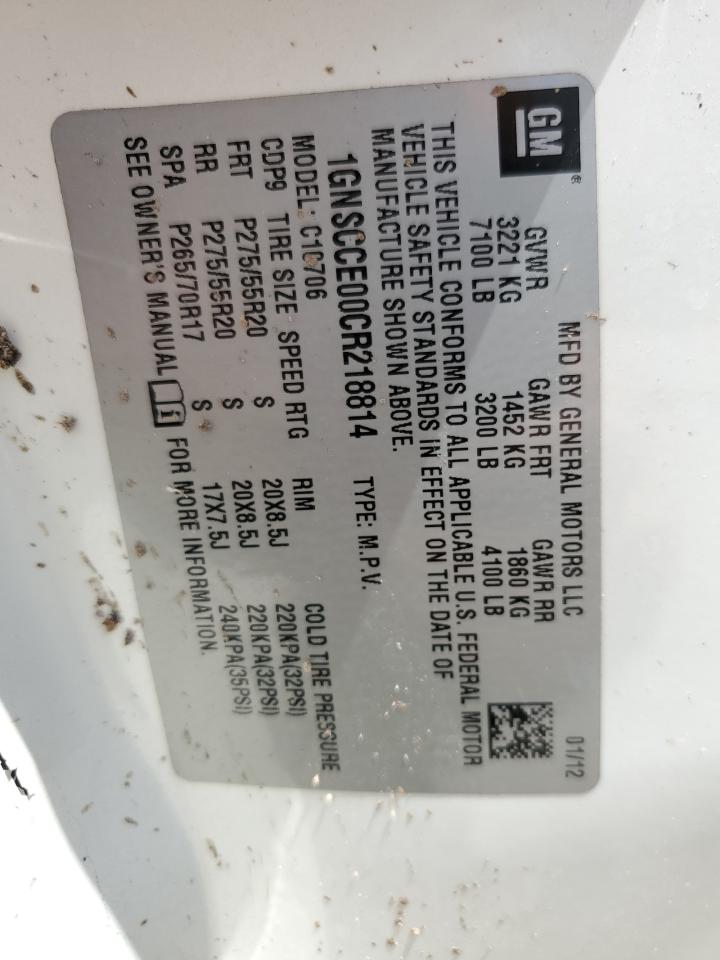 GM ®
MFD BY GENERAL MOTORS LLC 01/12
GVWR GAWR FRT GAWR RR
3221 KG 1452 KG 1860 KG
7100 LB 3200 LB 4100 LB
THIS VEHICLE CONFORMS TO ALL APPLICABLE U.S. FEDERAL MOTOR
VEHICLE SAFETY STANDARDS IN EFFECT ON THE DATE OF
MANUFACTURE SHOWN ABOVE.
1GNSCCE00CR218814 TYPE: M.P.V.
MODEL: C10706
CDP9 TIRE SIZE SPEED RTG RIM COLD TIRE PRESSURE
FRT P275/55R20 S 20X8.5J 220KPA(32PSI)
RR P275/55R20 S 20X8.5J 220KPA(32PSI)
SPA P265/70R17 S 17X7.5J 240KPA(35PSI)
SEE OWNER'S MANUAL FOR MORE INFORMATION.